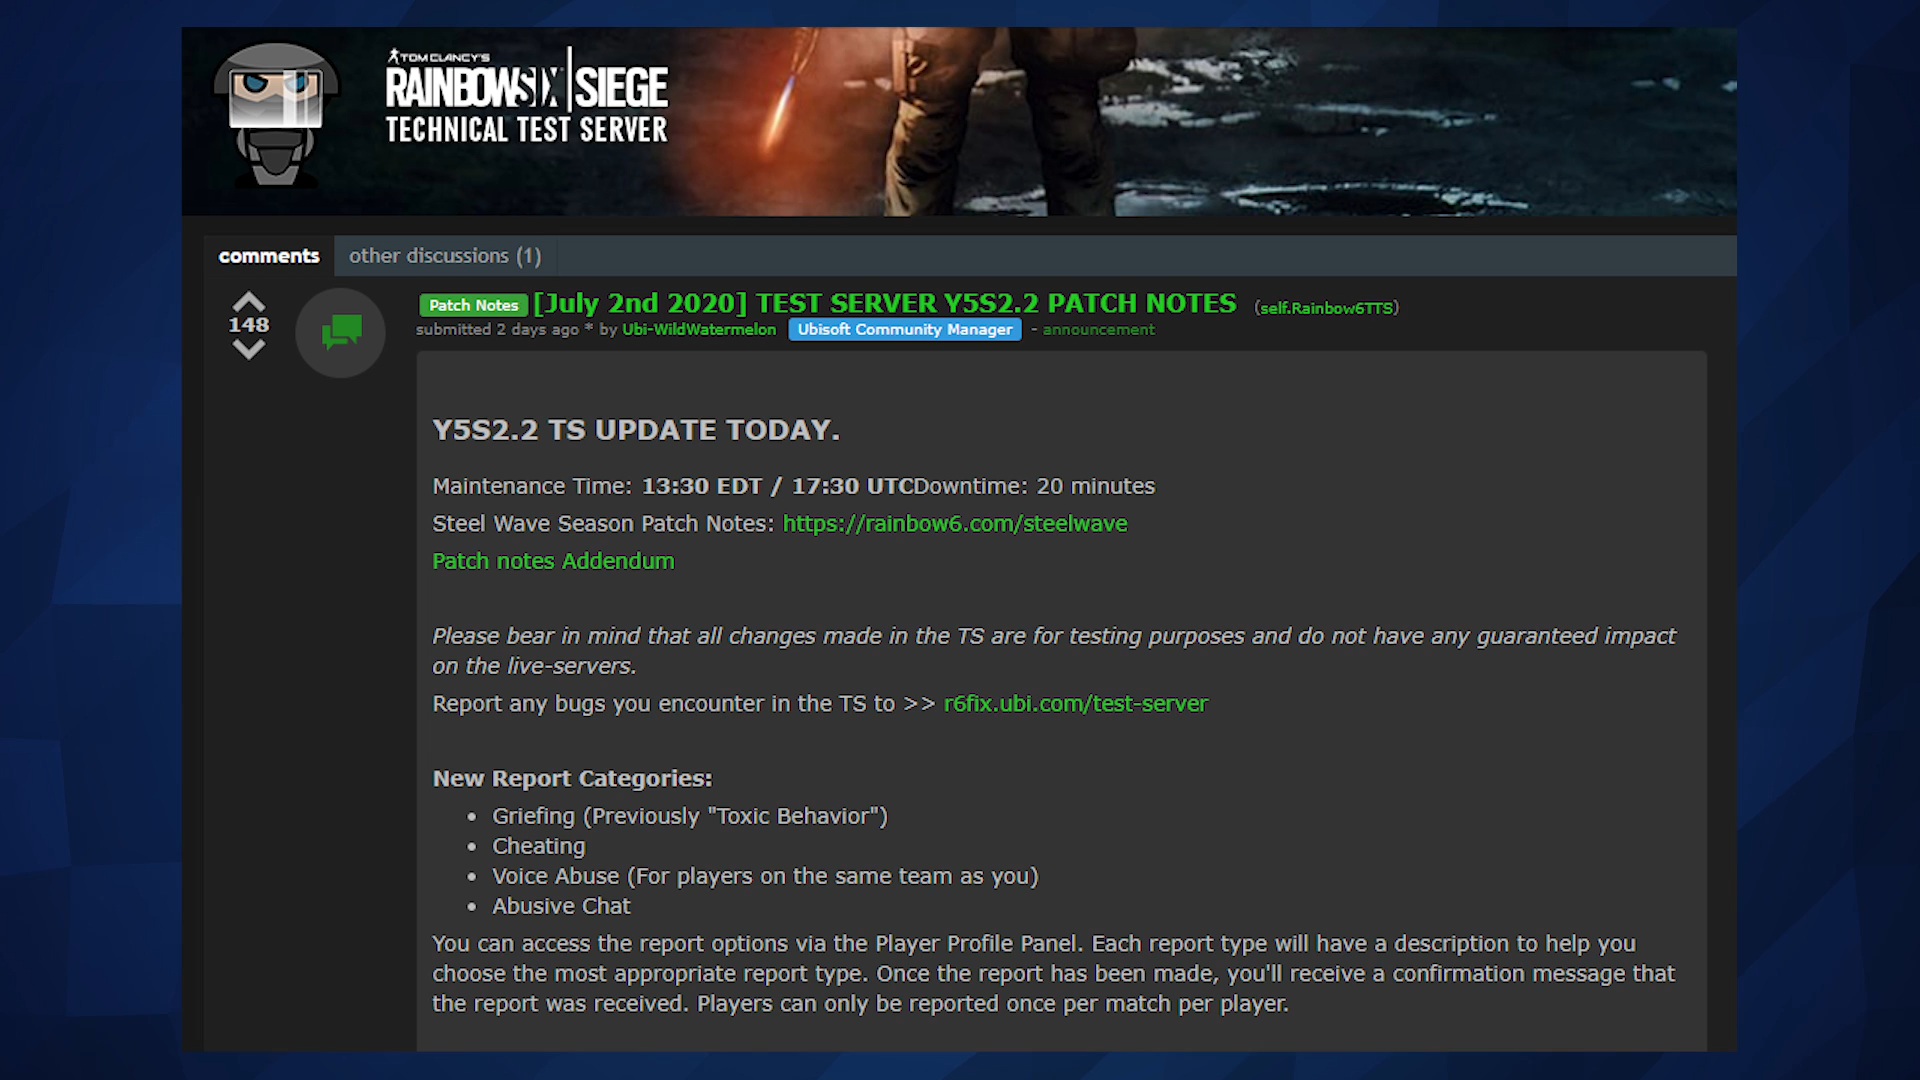 TOM CLANCY'S
RAINBOWSIX|SIEGE
TECHNICAL TEST SERVER
comments other discussions (1)
148
Patch Notes [July 2nd 2020] TEST SERVER Y5S2.2 PATCH NOTES (self.Rainbow6TTS)
submitted 2 days ago * by Ubi-WildWatermelon Ubisoft Community Manager - announcement
Y5S2.2 TS UPDATE TODAY.
Maintenance Time: 13:30 EDT / 17:30 UTCDowntime: 20 minutes
Steel Wave Season Patch Notes: https://rainbow6.com/steelwave
Patch notes Addendum
Please bear in mind that all changes made in the TS are for testing purposes and do not have any guaranteed impact
on the live-servers.
Report any bugs you encounter in the TS to >> r6fix.ubi.com/test-server
New Report Categories:
• Griefing (Previously "Toxic Behavior")
• Cheating
• Voice Abuse (For players on the same team as you)
• Abusive Chat
You can access the report options via the Player Profile Panel. Each report type will have a description to help you
choose the most appropriate report type. Once the report has been made, you'll receive a confirmation message that
the report was received. Players can only be reported once per match per player.